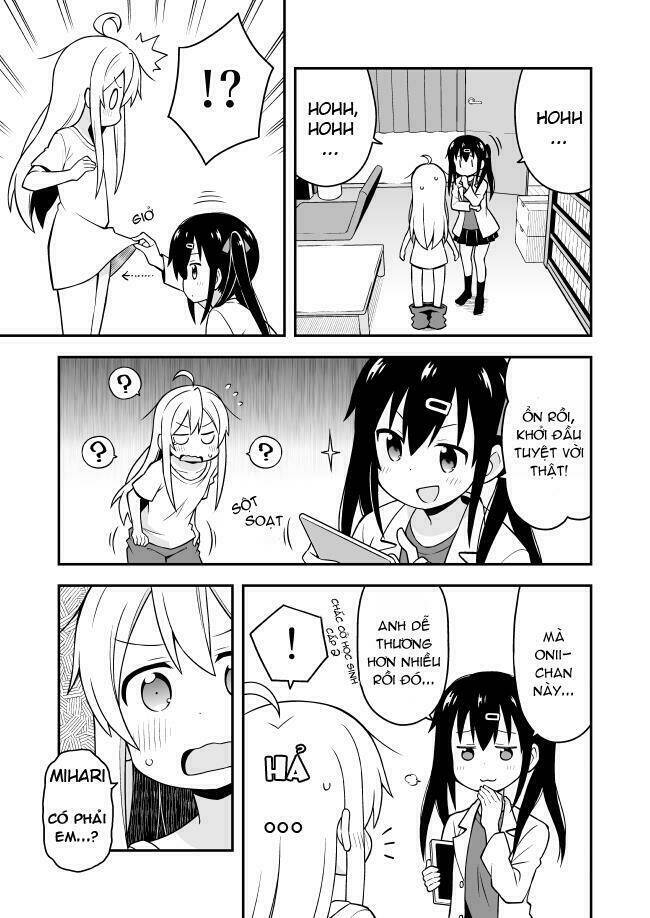 HOHH
...
HOHH,
HOHH
...
!?
GIỞ
ỔN RỒI,
KHỞI ĐẦU
TUYỆT VỜI
THẬT!
?
?
?
SỘT
SOẠT
MÀ
ONII-
CHAN
NÀY...
ANH DỄ
THƯƠNG
HƠN NHIỀU
RỒI ĐÓ...
CHẮC CỠ HỌC SINH
CẤP 2
!
HẢ
...
MIHARI
CÓ PHẢI
EM...?